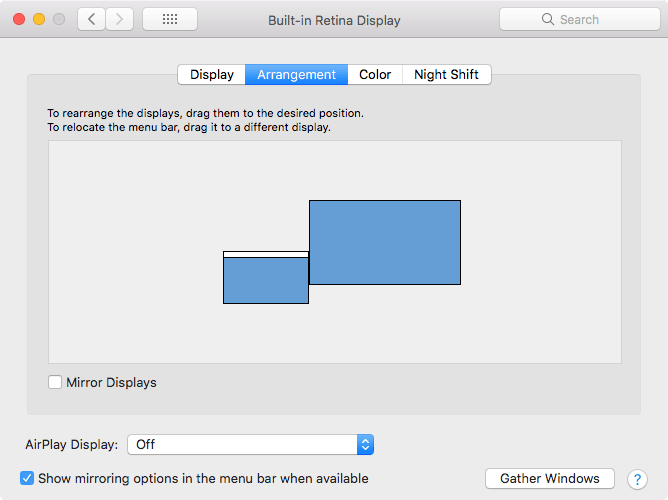 Built-in Retina Display
Search
Display
Arrangement
Color
Night Shift
To rearrange the displays, drag them to the desired position.
To relocate the menu bar, drag it to a different display.
Mirror Displays
AirPlay Display: Off
Show mirroring options in the menu bar when available
Gather Windows
?